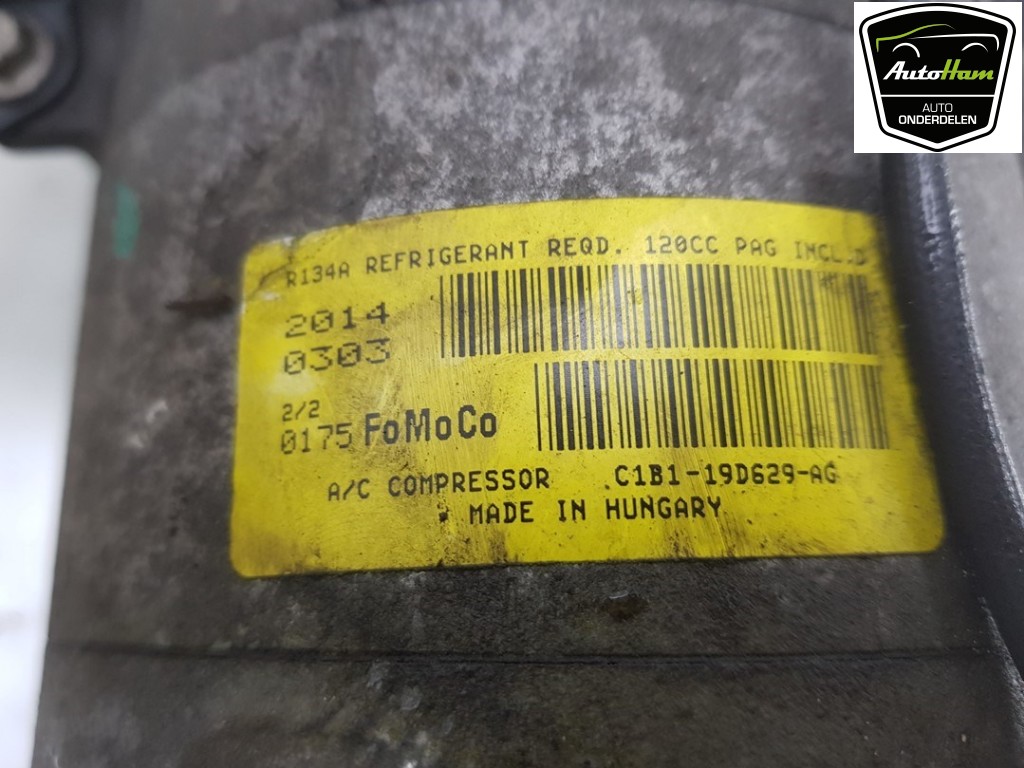 AutoHam
AUTO
ONDERDELEN
R134A REFRIGERANT REQD. 120CC PAG INCL.D
2014
0303
2/2
0175 FoMoCo
A/C COMPRESSOR C1B1-19D629-AG
MADE IN HUNGARY